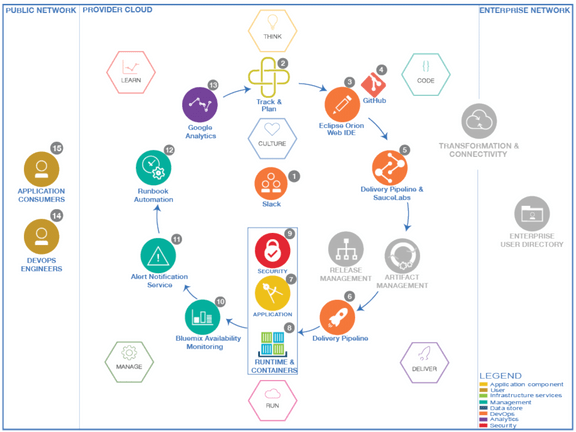 PUBLIC NETWORK
PROVIDER CLOUD
ENTERPRISE NETWORK
THINK
LEARN
{ }
CODE
2
Track &
Plan
3
Eclipse Orion
Web IDE
4
GitHub
13
Google
Analytics
CULTURE
TRANSFORMATION
& CONNECTIVITY
15
APPLICATION
CONSUMERS
12
Runbook
Automation
1
Slack
5
Delivery Pipeline &
SauceLabs
14
DEVOPS
ENGINEERS
ENTERPRISE
USER DIRECTORY
11
Alert Notification
Service
9
SECURITY
7
APPLICATION
8
RUNTIME &
CONTAINERS
RELEASE
MANAGEMENT
ARTIFACT
MANAGEMENT
10
Bluemix Availability
Monitoring
6
Delivery Pipeline
MANAGE
DELIVER
RUN
LEGEND
Application component
User
Infrastructure services
Management
Data store
DevOps
Analytics
Security